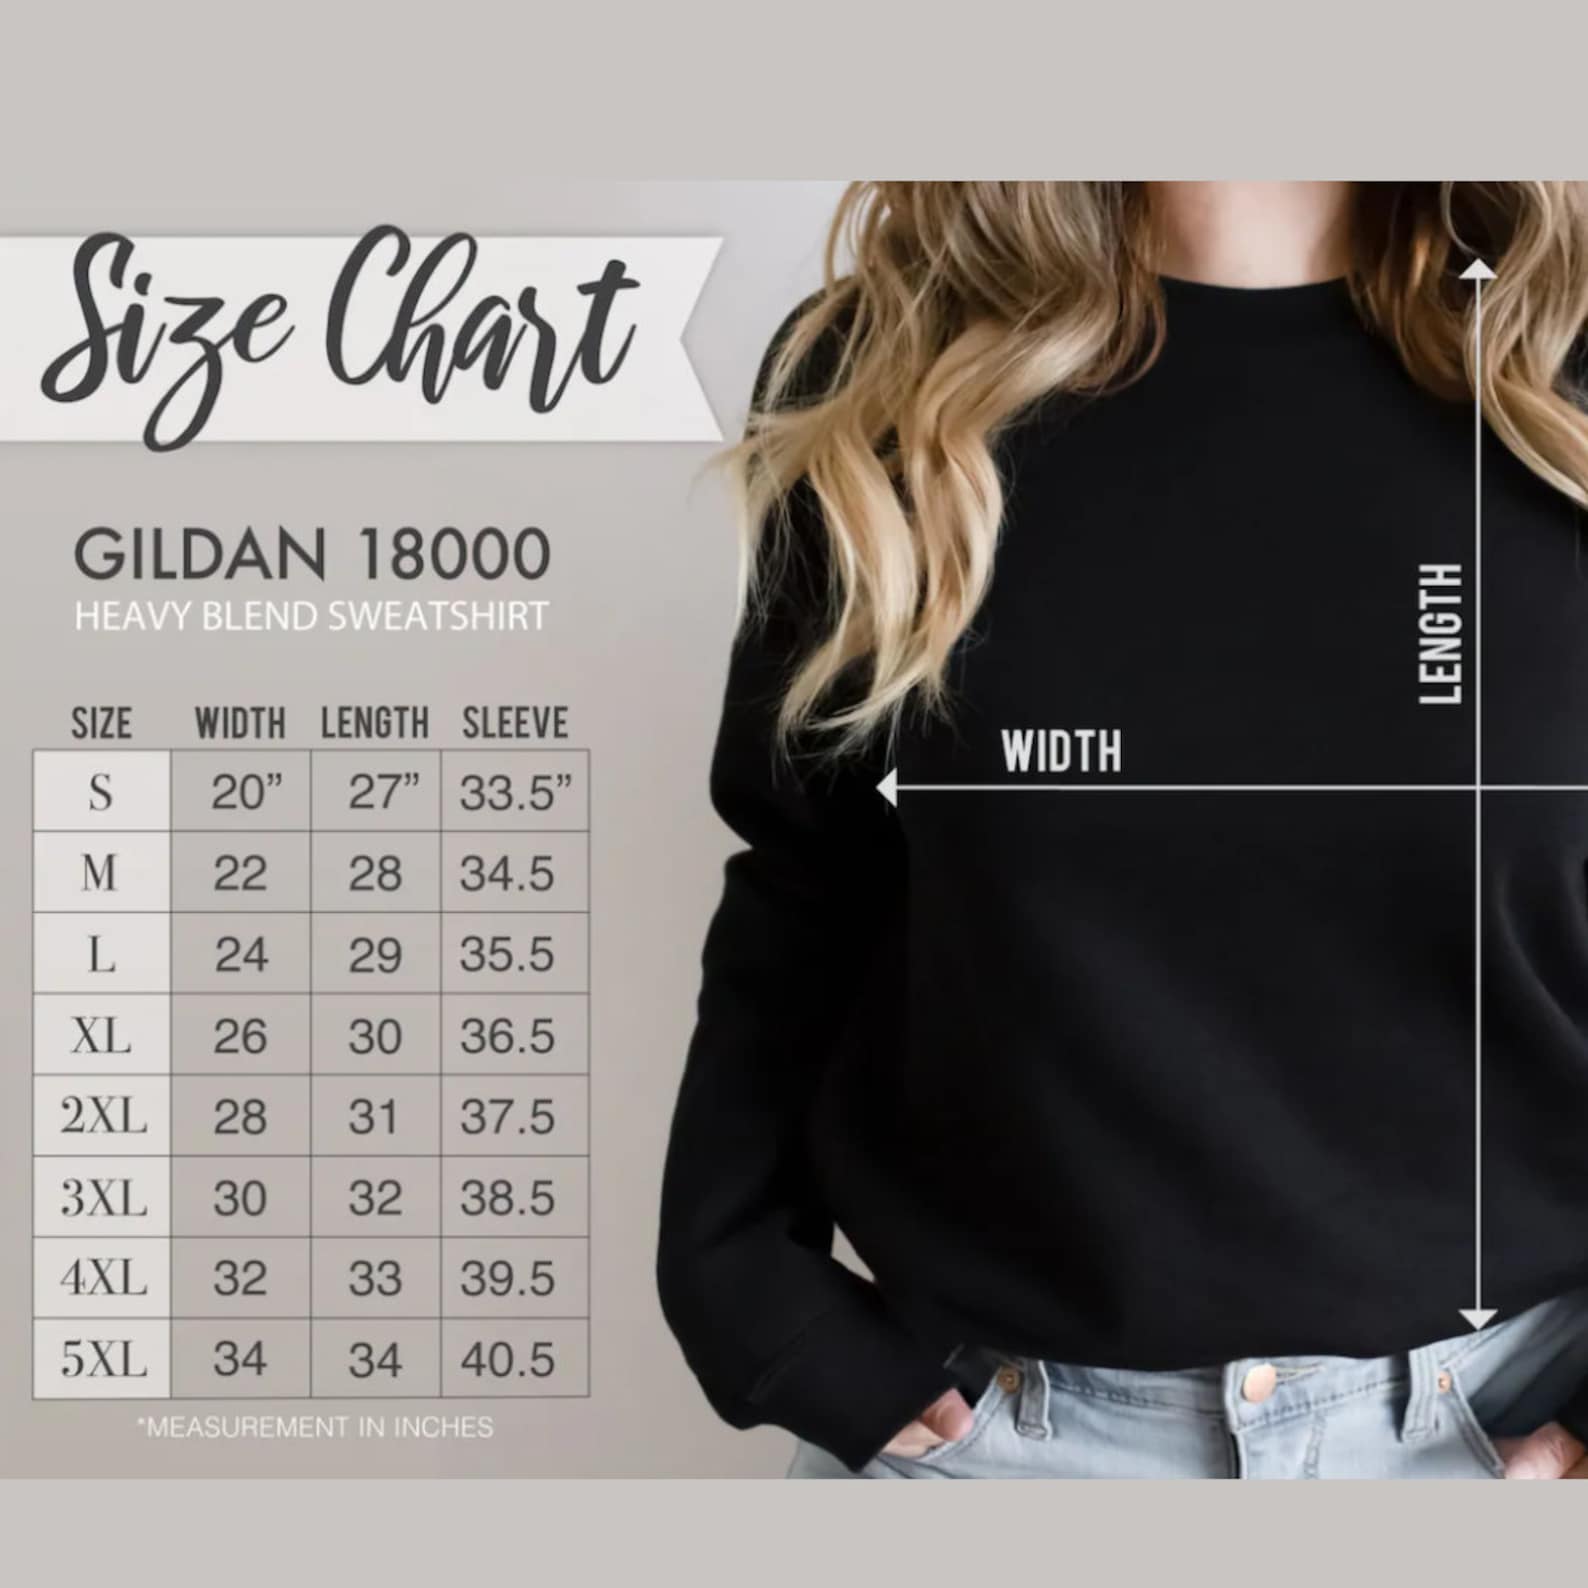 Size Chart
GILDAN 18000
HEAVY BLEND SWEATSHIRT
SIZE WIDTH LENGTH SLEEVE
S 20” 27” 33.5”
M 22 28 34.5
L 24 29 35.5
XL 26 30 36.5
2XL 28 31 37.5
3XL 30 32 38.5
4XL 32 33 39.5
5XL 34 34 40.5
*MEASUREMENT IN INCHES
WIDTH
LENGTH